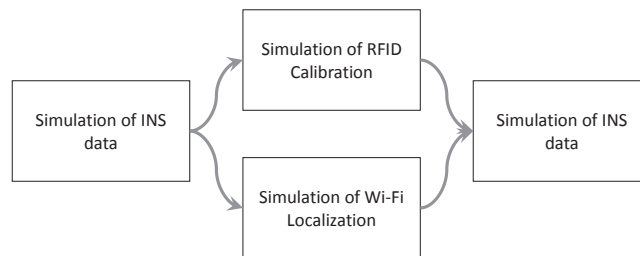 Simulation of RFID
Calibration
Simulation of INS
data
Simulation of INS
data
Simulation of Wi-Fi
Localization